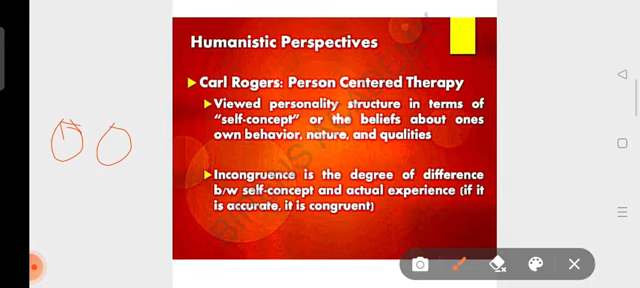 Humanistic Perspectives
Carl Rogers: Person Centered Therapy
Viewed personality structure in terms of
"self-concept" or the beliefs about ones
own behavior, nature, and qualities
Incongruence is the degree of difference
b/w self-concept and actual experience (if it
is accurate, it is congruent)